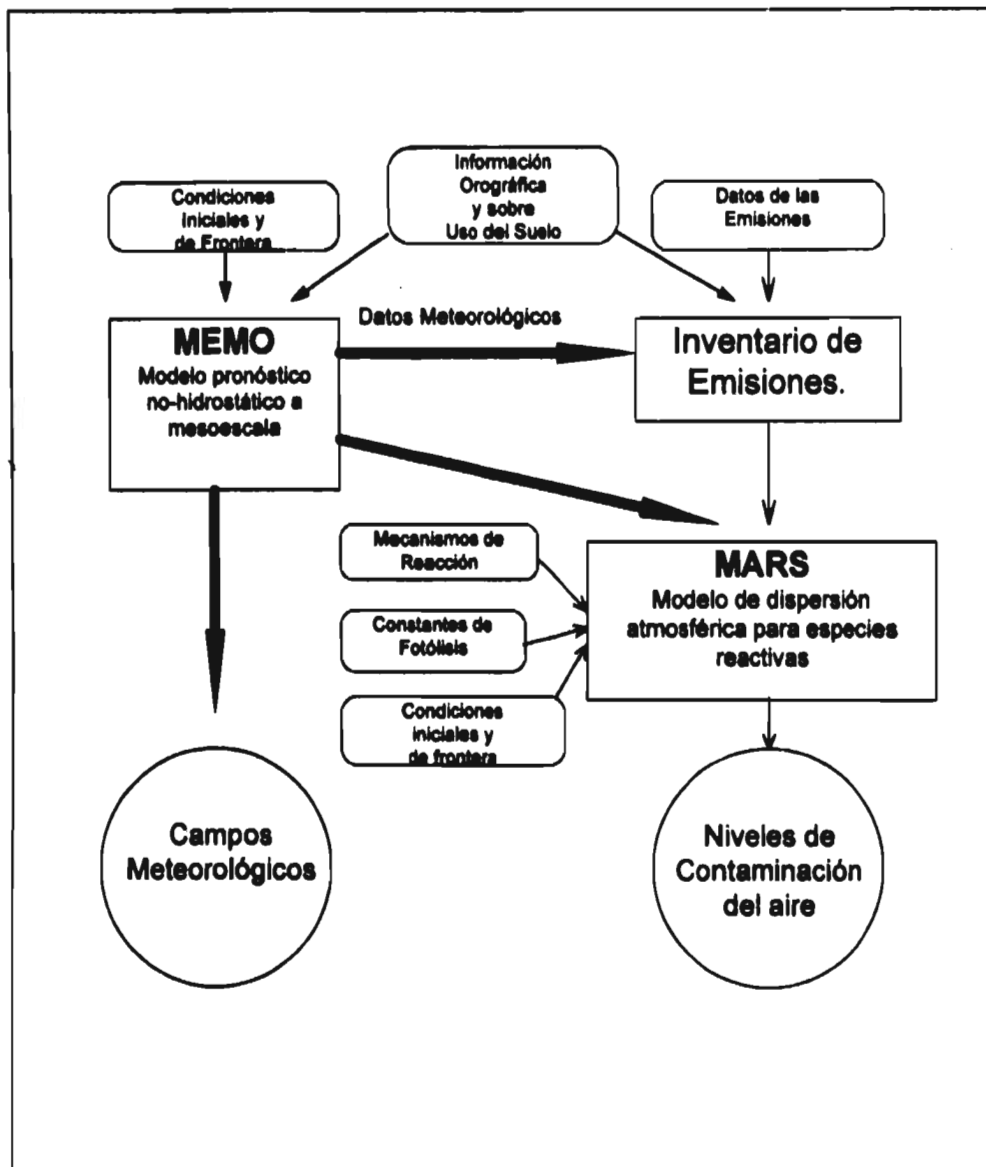 Condiciones
Iniciales y
de Frontera
Información
Orográfica
y sobre
Uso del Suelo
Datos de las
Emisiones
MEMO
Modelo pronóstico
no-hidrostático a
mesoescala
Datos Meteorológicos
Inventario de
Emisiones.
Mecanismos de
Reacción
Constantes de
Fotólisis
Condiciones
iniciales y
de frontera
MARS
Modelo de dispersión
atmosférica para especies
reactivas
Campos
Meteorológicos
Niveles de
Contaminación
del aire